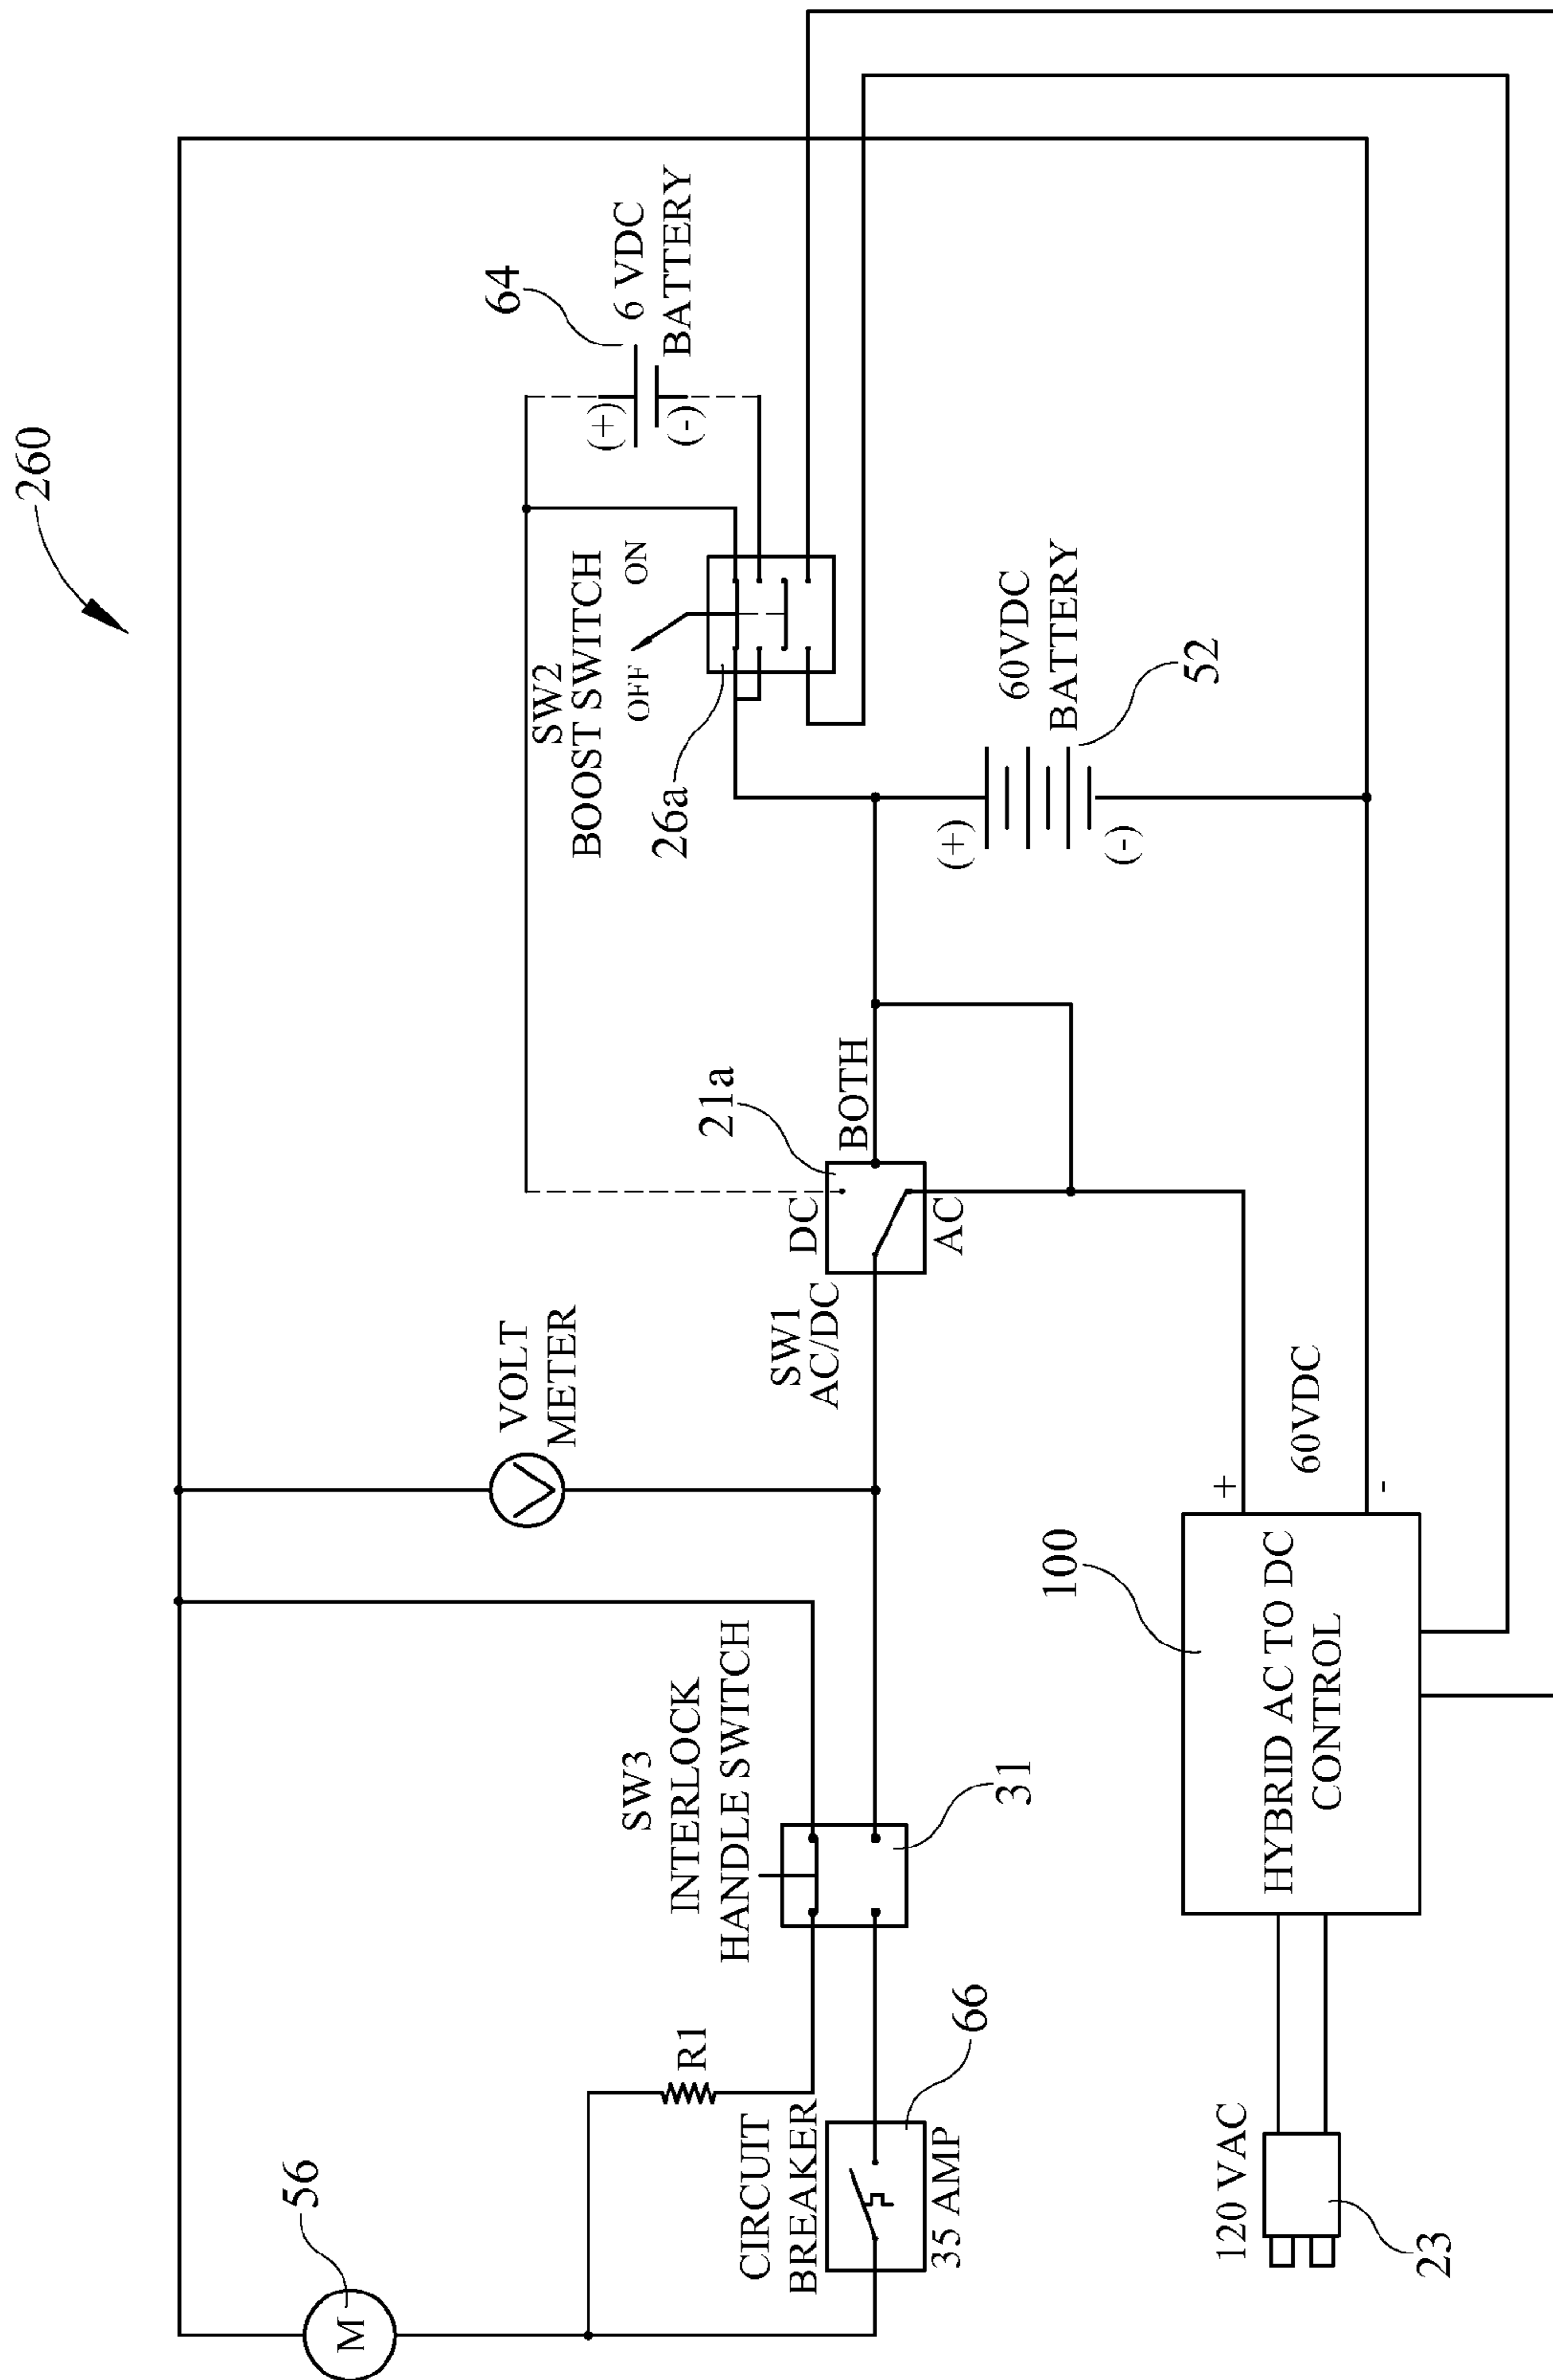 260
64
6 VDC
BATTERY
(+)
(-)
SW2
BOOST SWITCH
OFF
ON
26a
60VDC
BATTERY
52
(+)
(-)
21a
BOTH
DC
AC
SW1
AC/DC
VOLT
METER
60VDC
+
-
100
HYBRID AC TO DC
CONTROL
SW3
INTERLOCK
HANDLE SWITCH
31
R1
CIRCUIT
BREAKER
35 AMP
66
M
56
120 VAC
23